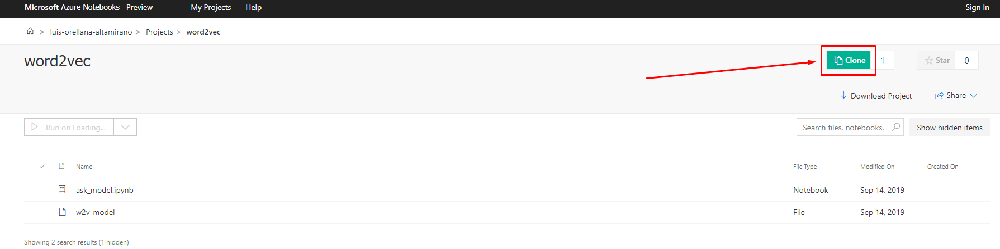 Microsoft Azure Notebooks Preview My Projects Help Sign In
> luis-orellana-altamirano > Projects > word2vec
word2vec
Clone 1 Star 0
Download Project Share
Run on Loading... Search files, notebooks. Show hidden items
Name File Type Modified On Created On
ask_model.ipynb Notebook Sep 14, 2019
w2v_model File Sep 14, 2019
Showing 2 search results (1 hidden)